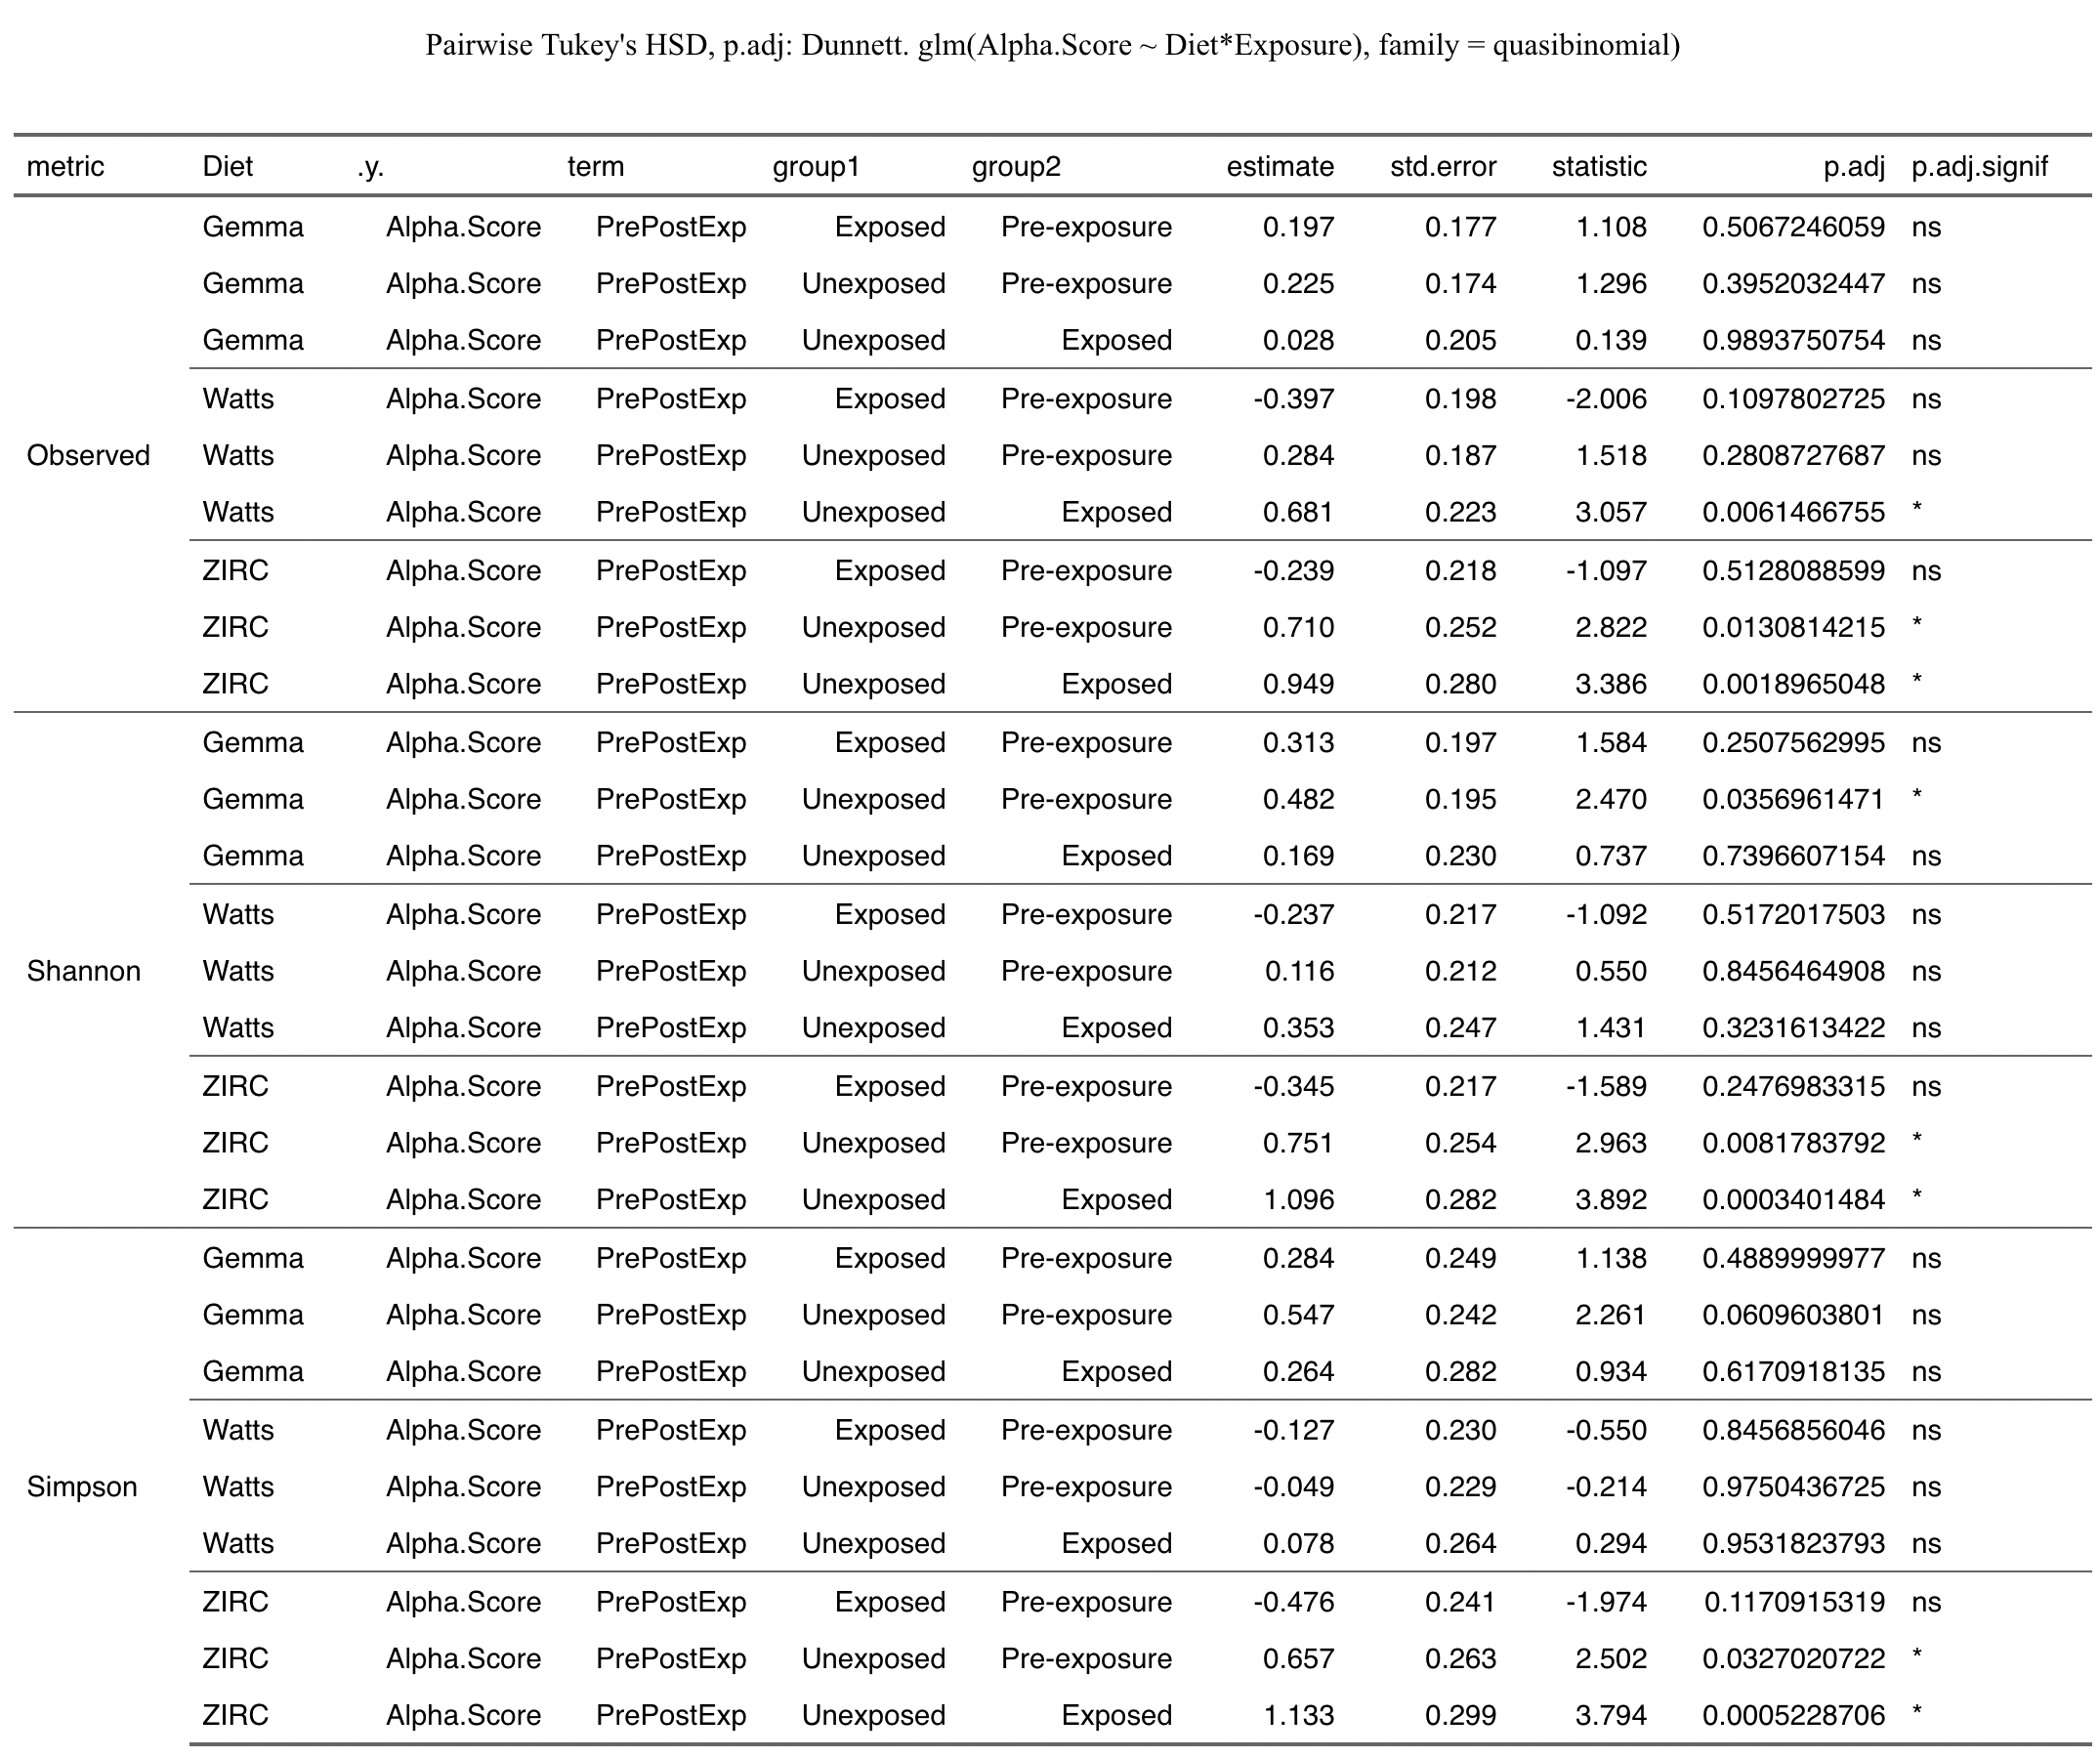 Pairwise Tukey's HSD, p.adj: Dunnett. glm(Alpha.Score ~ Diet*Exposure), family = quasibinomial)
metric Diet .y. term group1 group2 estimate std.error statistic p.adj p.adj.signif
Gemma Alpha.Score PrePostExp Exposed Pre-exposure 0.197 0.177 1.108 0.5067246059 ns
Gemma Alpha.Score PrePostExp Unexposed Pre-exposure 0.225 0.174 1.296 0.3952032447 ns
Gemma Alpha.Score PrePostExp Unexposed Exposed 0.028 0.205 0.139 0.9893750754 ns
Watts Alpha.Score PrePostExp Exposed Pre-exposure -0.397 0.198 -2.006 0.1097802725 ns
Observed Watts Alpha.Score PrePostExp Unexposed Pre-exposure 0.284 0.187 1.518 0.2808727687 ns
Watts Alpha.Score PrePostExp Unexposed Exposed 0.681 0.223 3.057 0.0061466755 *
ZIRC Alpha.Score PrePostExp Exposed Pre-exposure -0.239 0.218 -1.097 0.5128088599 ns
ZIRC Alpha.Score PrePostExp Unexposed Pre-exposure 0.710 0.252 2.822 0.0130814215 *
ZIRC Alpha.Score PrePostExp Unexposed Exposed 0.949 0.280 3.386 0.0018965048 *
Gemma Alpha.Score PrePostExp Exposed Pre-exposure 0.313 0.197 1.584 0.2507562995 ns
Gemma Alpha.Score PrePostExp Unexposed Pre-exposure 0.482 0.195 2.470 0.0356961471 *
Gemma Alpha.Score PrePostExp Unexposed Exposed 0.169 0.230 0.737 0.7396607154 ns
Watts Alpha.Score PrePostExp Exposed Pre-exposure -0.237 0.217 -1.092 0.5172017503 ns
Shannon Watts Alpha.Score PrePostExp Unexposed Pre-exposure 0.116 0.212 0.550 0.8456464908 ns
Watts Alpha.Score PrePostExp Unexposed Exposed 0.353 0.247 1.431 0.3231613422 ns
ZIRC Alpha.Score PrePostExp Exposed Pre-exposure -0.345 0.217 -1.589 0.2476983315 ns
ZIRC Alpha.Score PrePostExp Unexposed Pre-exposure 0.751 0.254 2.963 0.0081783792 *
ZIRC Alpha.Score PrePostExp Unexposed Exposed 1.096 0.282 3.892 0.0003401484 *
Gemma Alpha.Score PrePostExp Exposed Pre-exposure 0.284 0.249 1.138 0.4889999977 ns
Gemma Alpha.Score PrePostExp Unexposed Pre-exposure 0.547 0.242 2.261 0.0609603801 ns
Gemma Alpha.Score PrePostExp Unexposed Exposed 0.264 0.282 0.934 0.6170918135 ns
Watts Alpha.Score PrePostExp Exposed Pre-exposure -0.127 0.230 -0.550 0.8456856046 ns
Simpson Watts Alpha.Score PrePostExp Unexposed Pre-exposure -0.049 0.229 -0.214 0.9750436725 ns
Watts Alpha.Score PrePostExp Unexposed Exposed 0.078 0.264 0.294 0.9531823793 ns
ZIRC Alpha.Score PrePostExp Exposed Pre-exposure -0.476 0.241 -1.974 0.1170915319 ns
ZIRC Alpha.Score PrePostExp Unexposed Pre-exposure 0.657 0.263 2.502 0.0327020722 *
ZIRC Alpha.Score PrePostExp Unexposed Exposed 1.133 0.299 3.794 0.0005228706 *